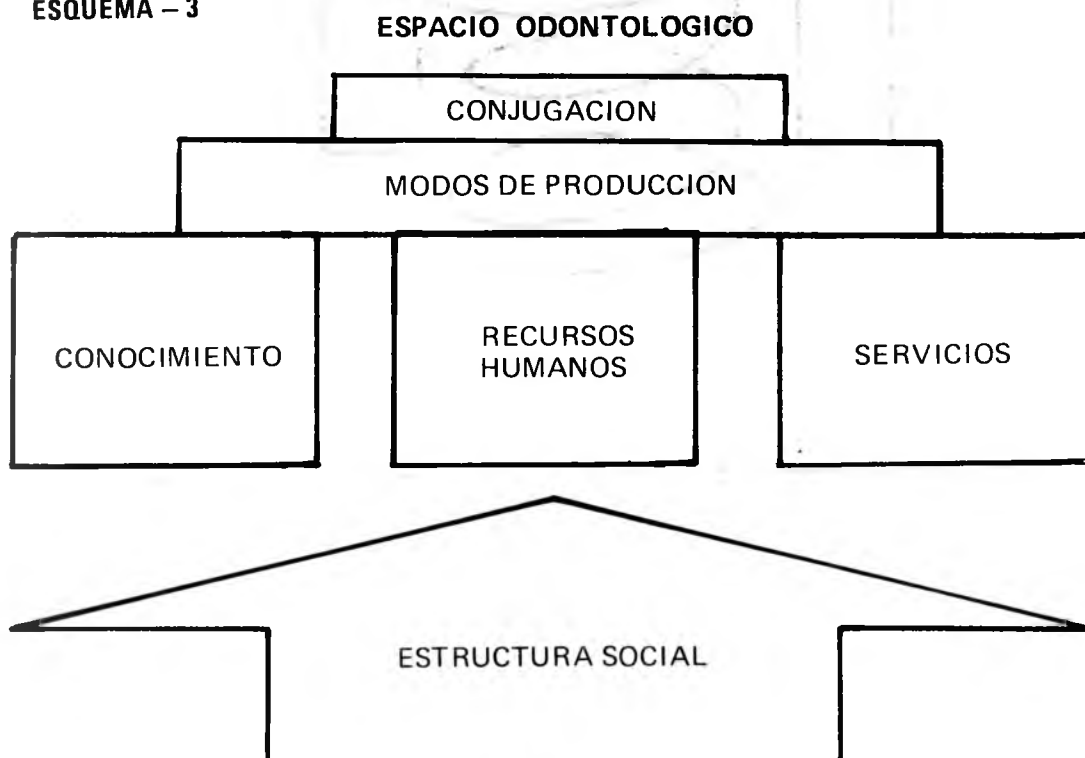 ESQUEMA – 3
ESPACIO ODONTOLOGICO
CONJUGACION
MODOS DE PRODUCCION
CONOCIMIENTO
RECURSOS
HUMANOS
SERVICIOS
ESTRUCTURA SOCIAL